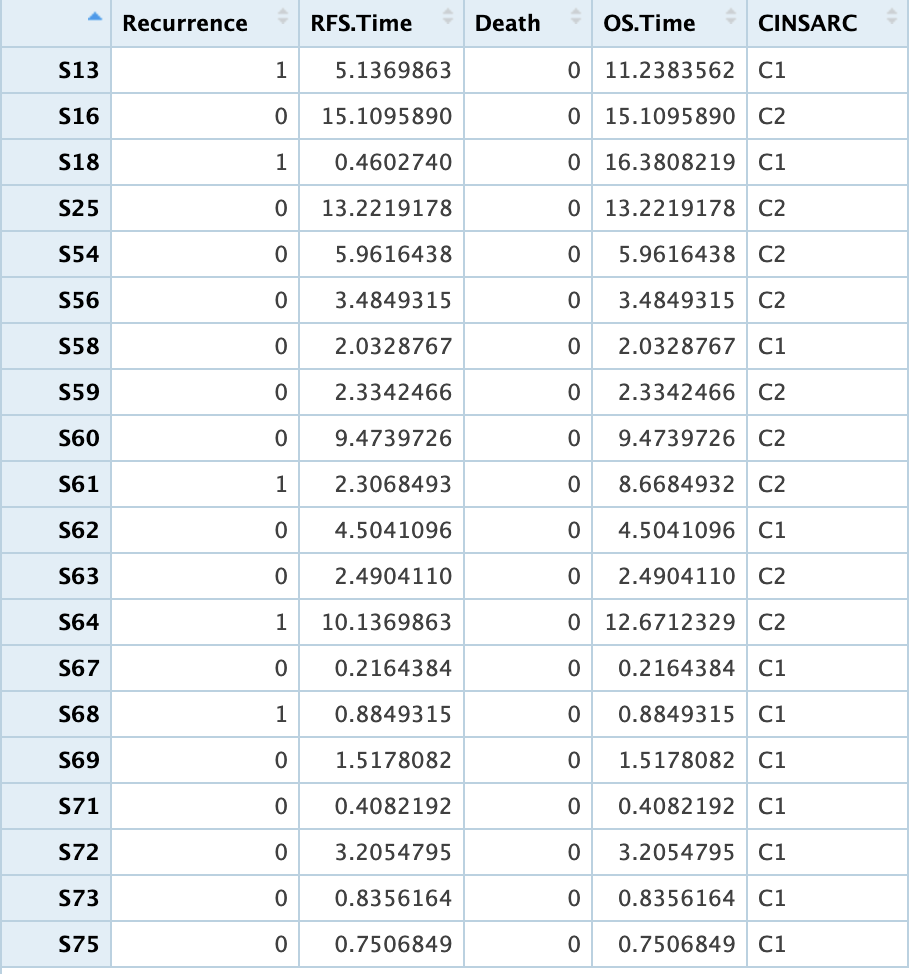 Recurrence RFS.Time Death OS.Time CINSARC
S13 1 5.1369863 0 11.2383562 C1
S16 0 15.1095890 0 15.1095890 C2
S18 1 0.4602740 0 16.3808219 C1
S25 0 13.2219178 0 13.2219178 C2
S54 0 5.9616438 0 5.9616438 C2
S56 0 3.4849315 0 3.4849315 C2
S58 0 2.0328767 0 2.0328767 C1
S59 0 2.3342466 0 2.3342466 C2
S60 0 9.4739726 0 9.4739726 C2
S61 1 2.3068493 0 8.6684932 C2
S62 0 4.5041096 0 4.5041096 C1
S63 0 2.4904110 0 2.4904110 C2
S64 1 10.1369863 0 12.6712329 C2
S67 0 0.2164384 0 0.2164384 C1
S68 1 0.8849315 0 0.8849315 C1
S69 0 1.5178082 0 1.5178082 C1
S71 0 0.4082192 0 0.4082192 C1
S72 0 3.2054795 0 3.2054795 C1
S73 0 0.8356164 0 0.8356164 C1
S75 0 0.7506849 0 0.7506849 C1